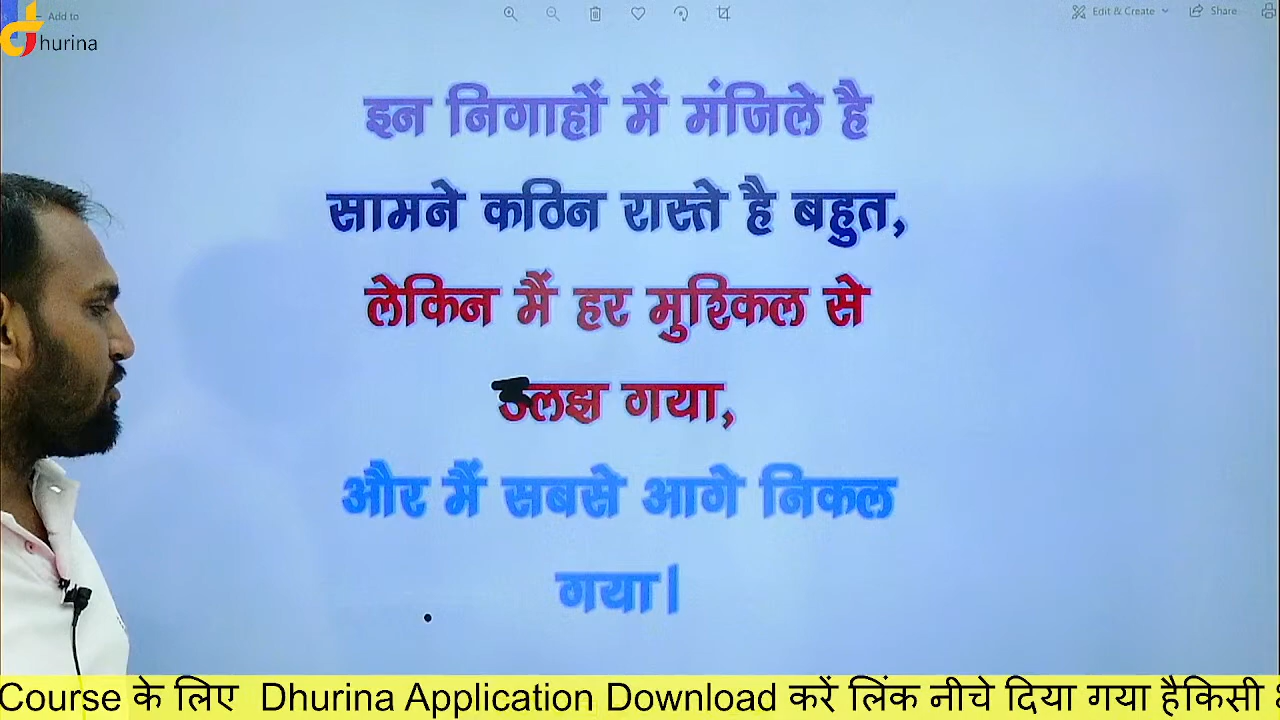 Add to
Edit & Create
Share
Dhurina
इन निगाहों में मंजिले है
सामने कठिन रास्ते है बहुत,
लेकिन मैं हर मुश्किल से
उलझ गया,
और मैं सबसे आगे निकल
गया।
Course के लिए Dhurina Application Download करें लिंक नीचे दिया गया हैकिसी